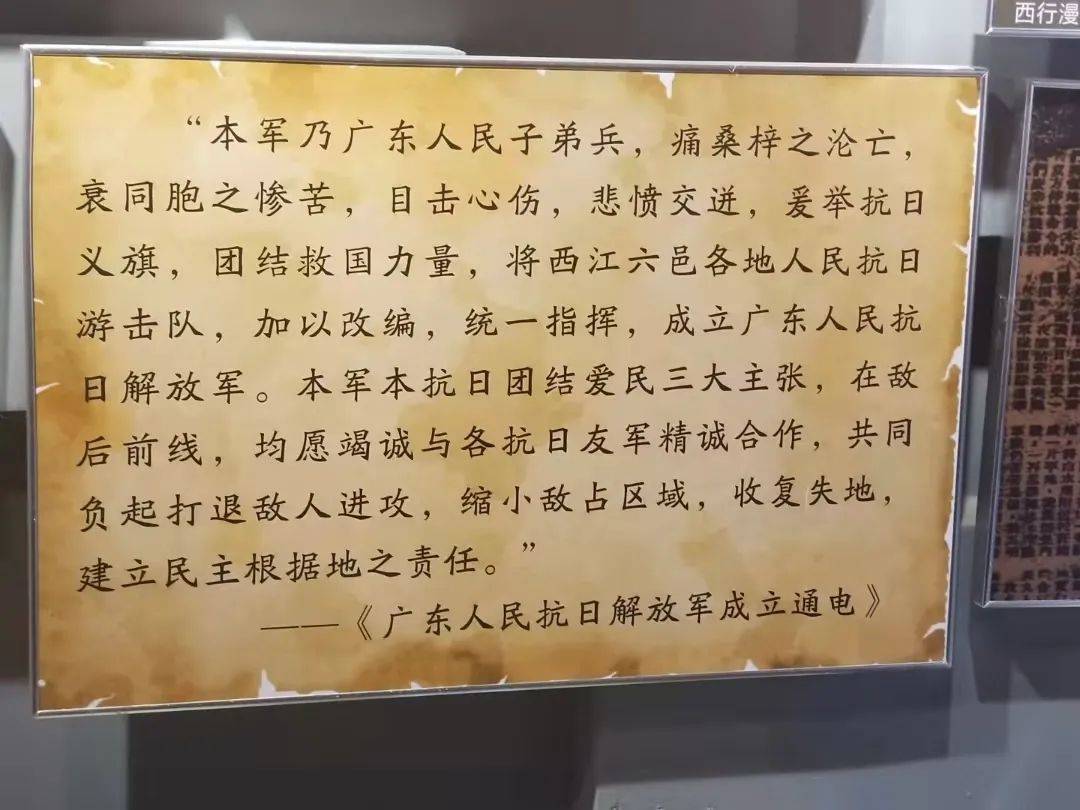 西行漫
“本军乃广东人民子弟兵，痛桑梓之沦亡，
衰同胞之惨苦，目击心伤，悲愤交迸，爰举抗日
义旗，团结救国力量，将西江六邑各地人民抗日
游击队，加以改编，统一指挥，成立广东人民抗
日解放军。本军本抗日团结爱民三大主张，在敌
后前线，均愿竭诚与各抗日友军精诚合作，共同
负起打退敌人进攻，缩小敌占区域，收复失地，
建立民主根据地之责任。”
——《广东人民抗日解放军成立通电》